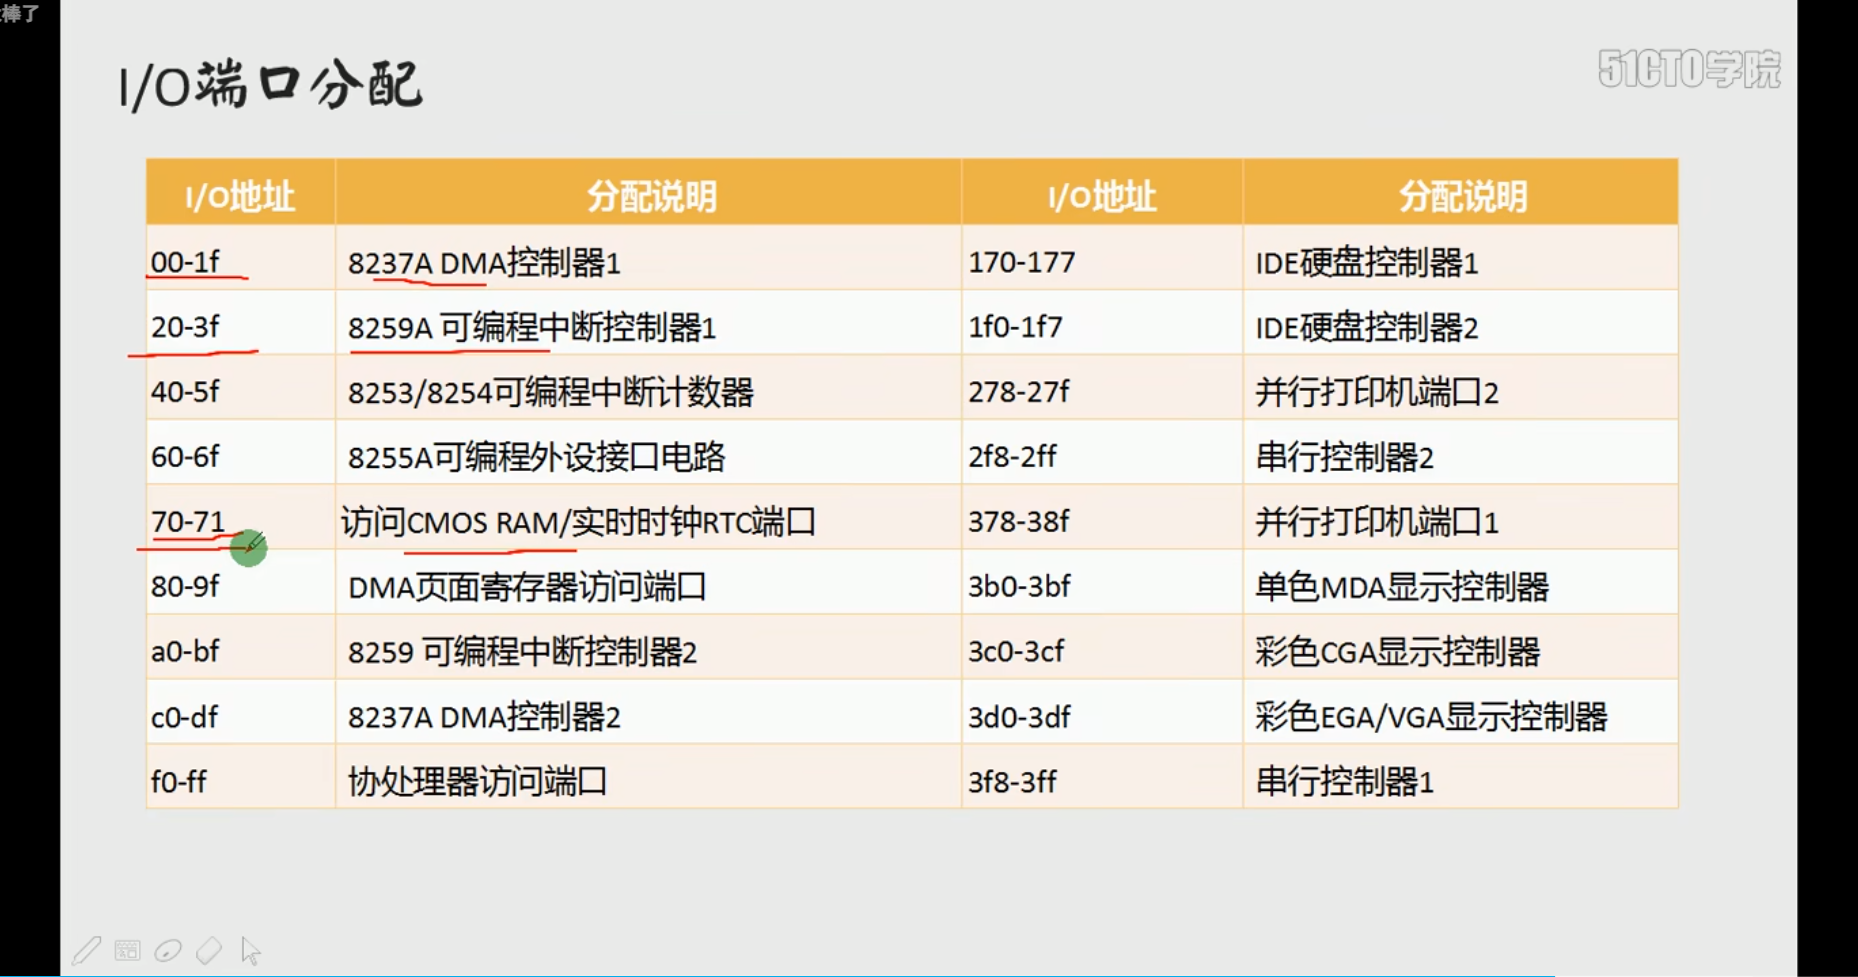 棒了
I/O端口分配
51CTO学院
I/O地址 分配说明 I/O地址 分配说明
00-1f 8237A DMA控制器1 170-177 IDE硬盘控制器1
20-3f 8259A 可编程中断控制器1 1f0-1f7 IDE硬盘控制器2
40-5f 8253/8254可编程中断计数器 278-27f 并行打印机端口2
60-6f 8255A可编程外设接口电路 2f8-2ff 串行控制器2
70-71 访问CMOS RAM/实时时钟RTC端口 378-38f 并行打印机端口1
80-9f DMA页面寄存器访问端口 3b0-3bf 单色MDA显示控制器
a0-bf 8259 可编程中断控制器2 3c0-3cf 彩色CGA显示控制器
c0-df 8237A DMA控制器2 3d0-3df 彩色EGA/VGA显示控制器
f0-ff 协处理器访问端口 3f8-3ff 串行控制器1